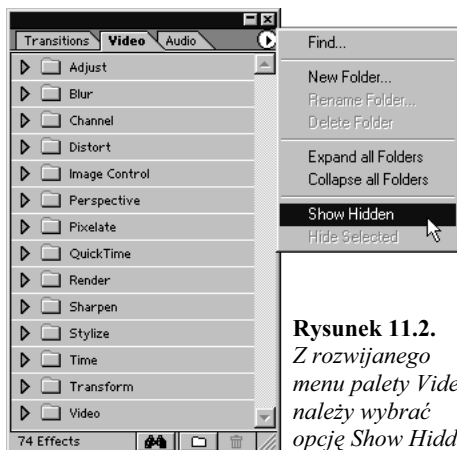 Transitions Video Audio
Adjust
Blur
Channel
Distort
Image Control
Perspective
Pixelate
QuickTime
Render
Sharpen
Stylize
Time
Transform
Video
74 Effects
Find...
New Folder...
Rename Folder...
Delete Folder
Expand all Folders
Collapse all Folders
Show Hidden
Hide Selected
Rysunek 11.2.
Z rozwijanego
menu palety Vide
należy wybrać
opcję Show Hidd